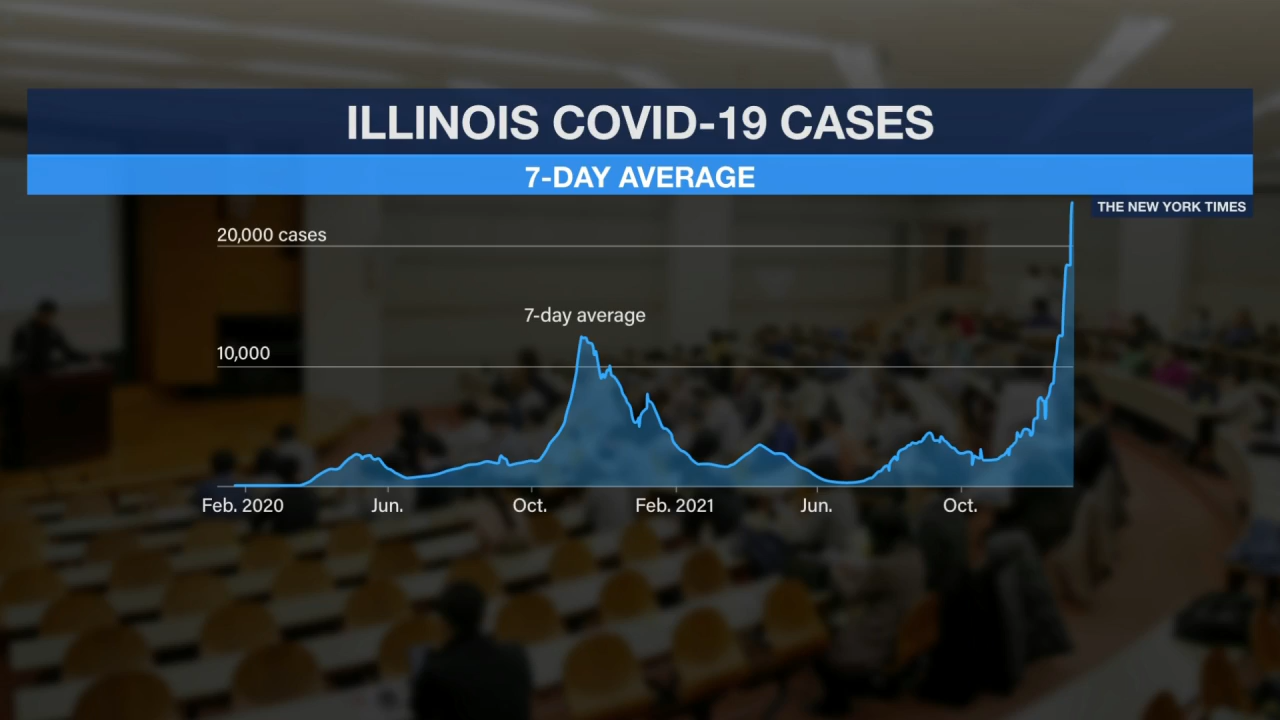 ILLINOIS COVID-19 CASES
7-DAY AVERAGE
THE NEW YORK TIMES
20,000 cases
7-day average
10,000
Feb. 2020 Jun. Oct. Feb. 2021 Jun. Oct.